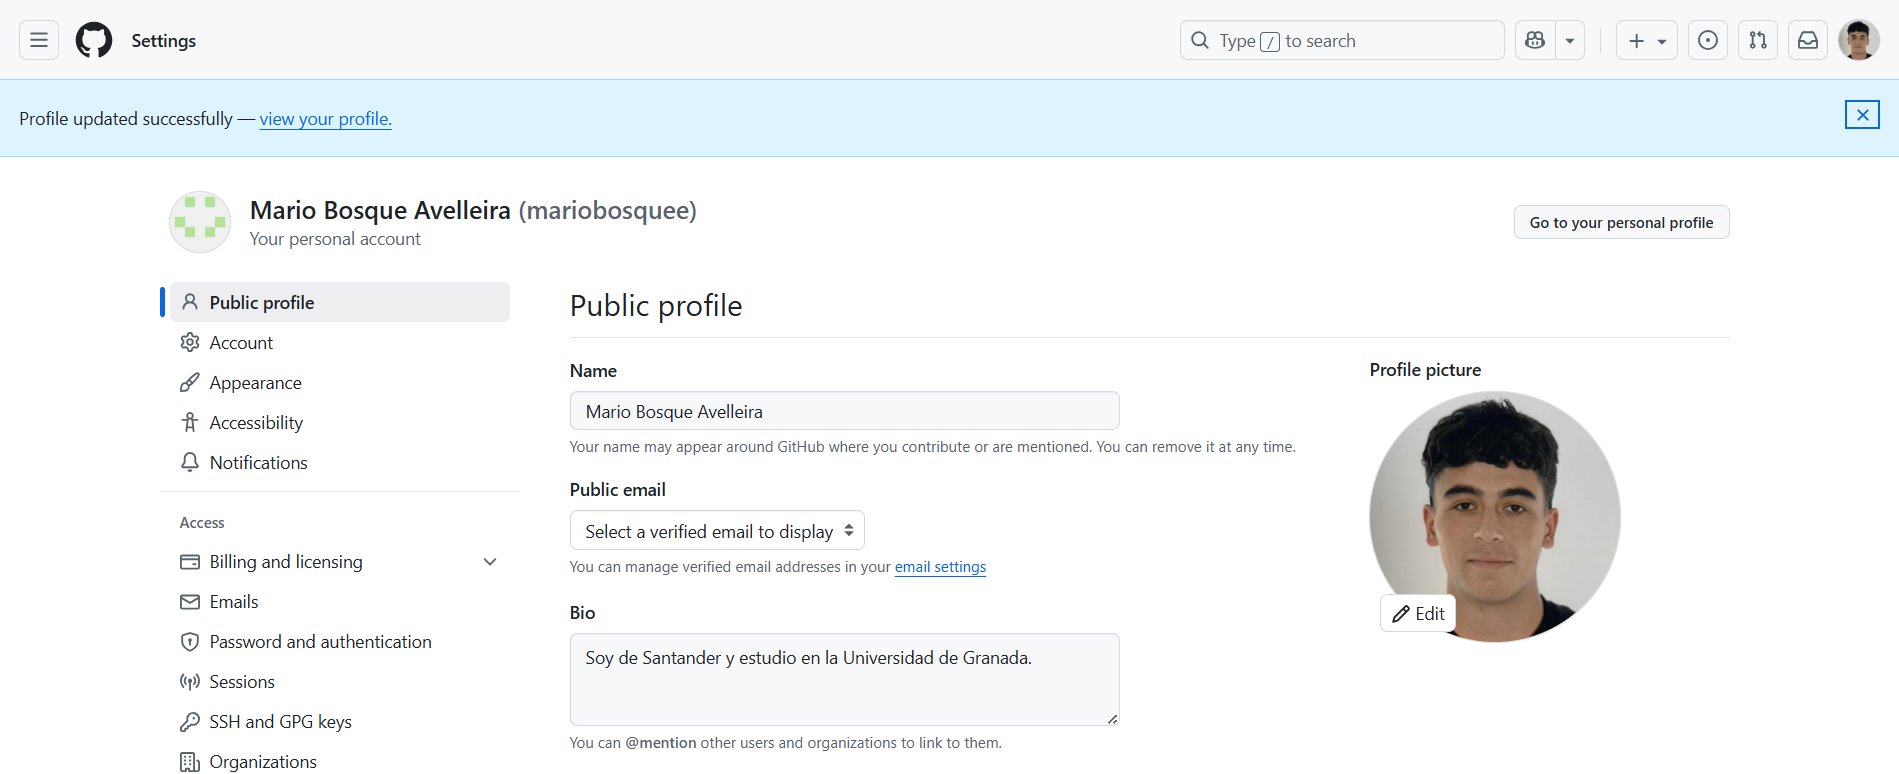 Settings
Type / to search
Profile updated successfully — view your profile.
Mario Bosque Avelleira (mariobosquee)
Your personal account
Go to your personal profile
Public profile
Account
Appearance
Accessibility
Notifications
Access
Billing and licensing
Emails
Password and authentication
Sessions
SSH and GPG keys
Organizations
Public profile
Name
Mario Bosque Avelleira
Your name may appear around GitHub where you contribute or are mentioned. You can remove it at any time.
Public email
Select a verified email to display
You can manage verified email addresses in your email settings
Bio
Soy de Santander y estudio en la Universidad de Granada.
You can @mention other users and organizations to link to them.
Profile picture
Edit